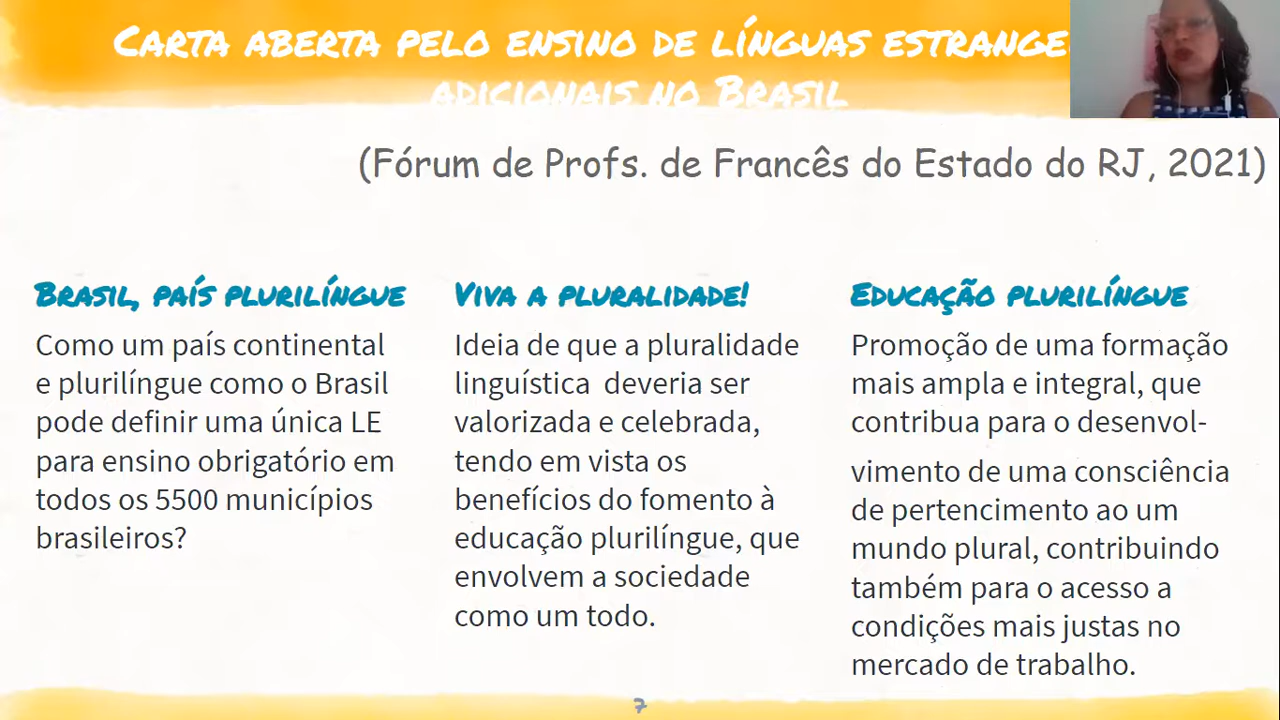 Carta aberta pelo ensino de línguas
adicionais no Brasil
(Fórum de Profs. de Francês do Estado do RJ, 2021)
Brasil, país plurilíngue
Como um país continental
e plurilíngue como o Brasil
pode definir uma única LE
para ensino obrigatório em
todos os 5500 municípios
brasileiros?
Viva a pluralidade!
Ideia de que a pluralidade
linguística deveria ser
valorizada e celebrada,
tendo em vista os
benefícios do fomento à
educação plurilíngue, que
envolvem a sociedade
como um todo.
Educação plurilíngue
Promoção de uma formação
mais ampla e integral, que
contribua para o desenvol-
vimento de uma consciência
de pertencimento ao um
mundo plural, contribuindo
também para o acesso a
condições mais justas no
mercado de trabalho.
7